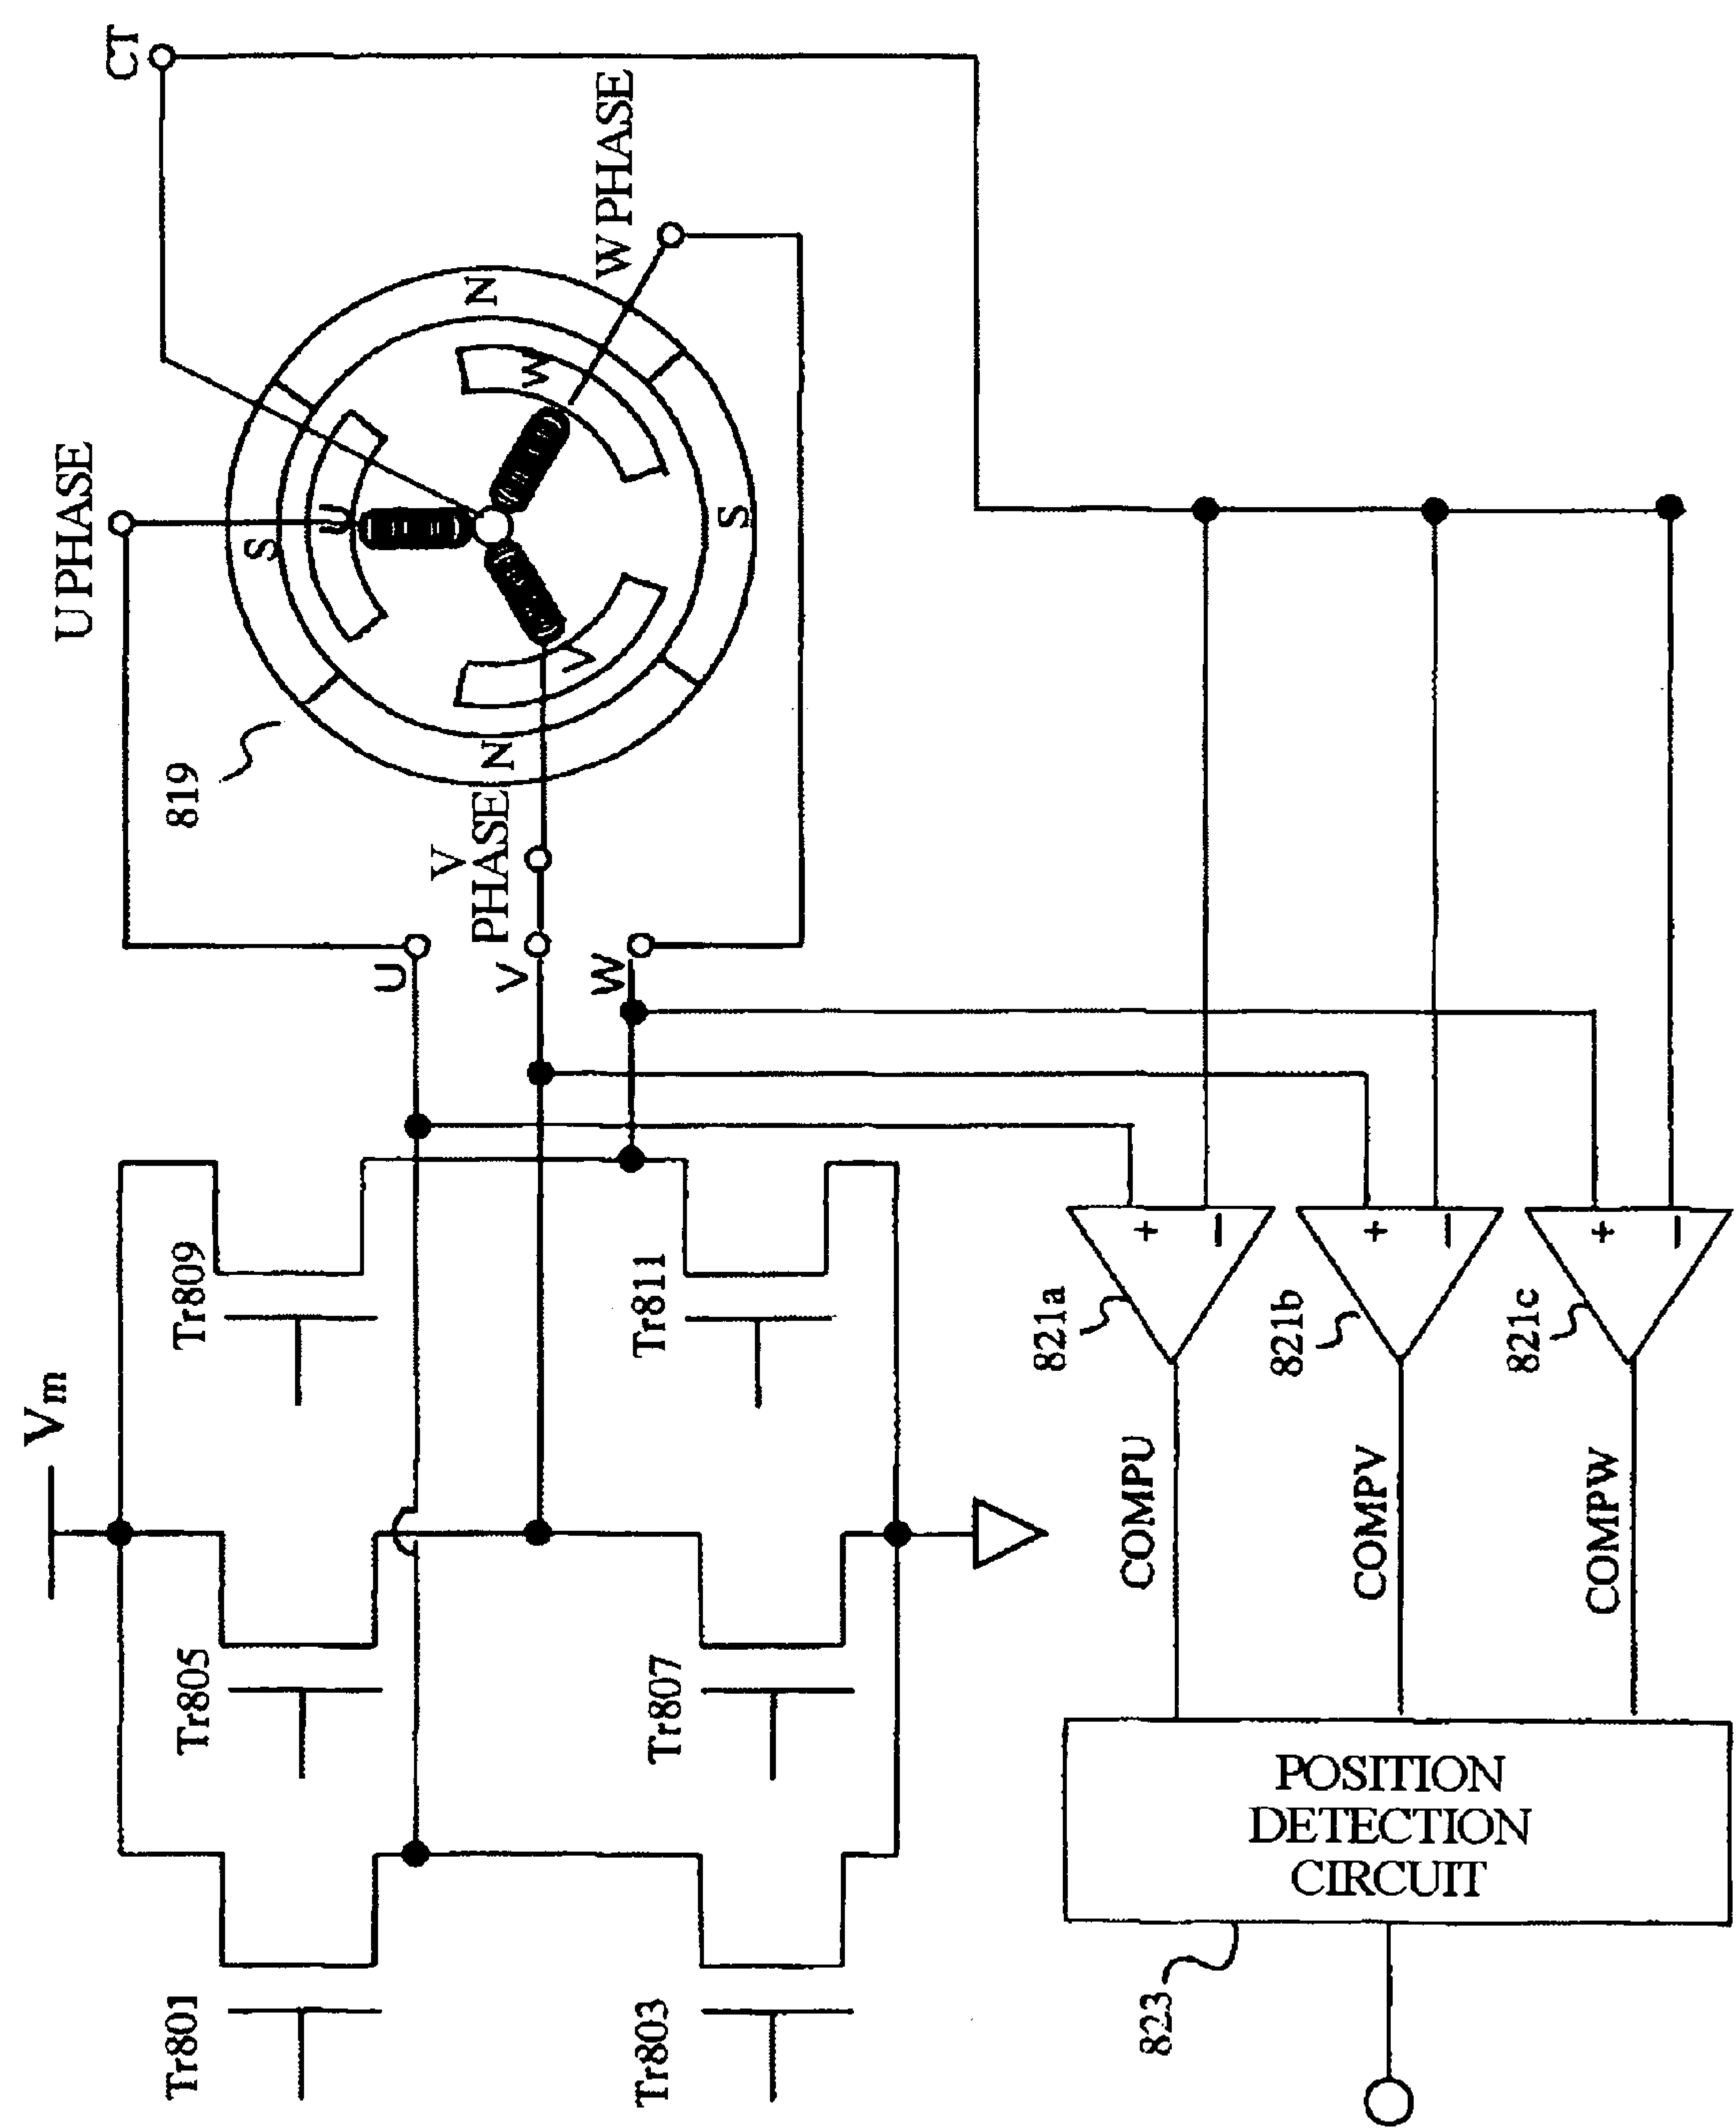 Vm
Tr801
Tr805
Tr809
Tr803
Tr807
Tr811
U
V
W
U PHASE
V
PHASE
W PHASE
CT
819
S
N
N
S
U
V
W
821a
+
−
821b
+
−
821c
+
−
COMPU
COMPV
COMPW
POSITION
DETECTION
CIRCUIT
823